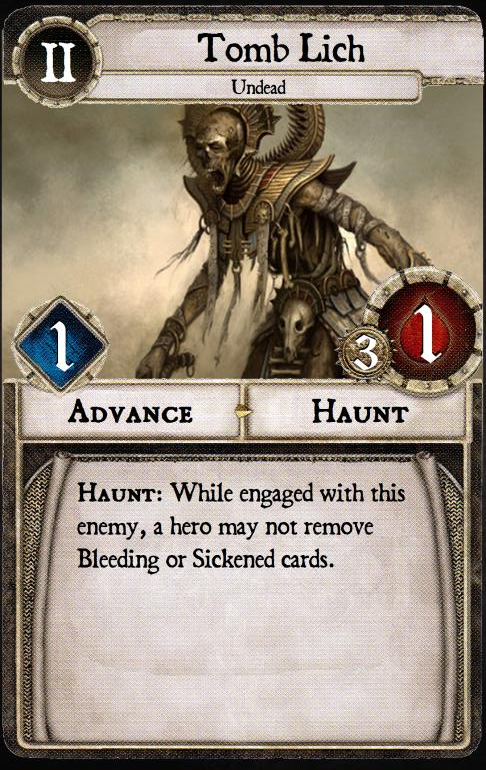 II
Tomb Lich
Undead
1
3
1
Advance
Haunt
Haunt: While engaged with this
enemy, a hero may not remove
Bleeding or Sickened cards.